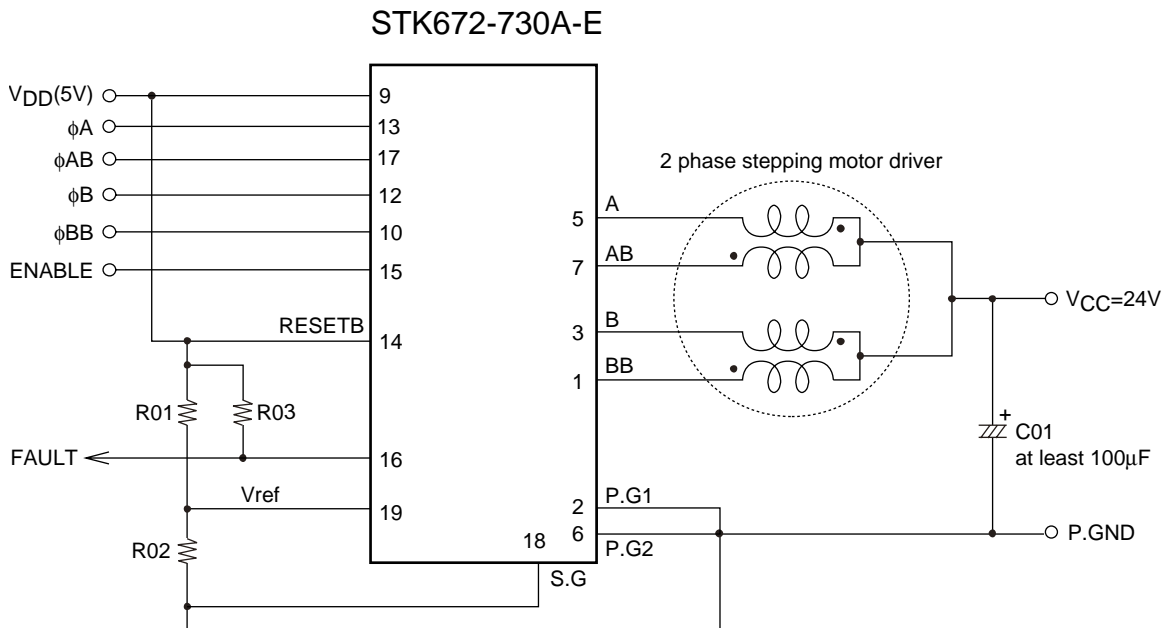 STK672-730A-E
VDD(5V)
9
ϕA
13
ϕAB
17
ϕB
12
ϕBB
10
ENABLE
15
RESETB
14
R01
R03
FAULT
16
Vref
19
R02
18
S.G
2 phase stepping motor driver
5
A
7
AB
3
B
1
BB
VCC=24V
+
C01
at least 100μF
2
P.G1
6
P.G2
P.GND